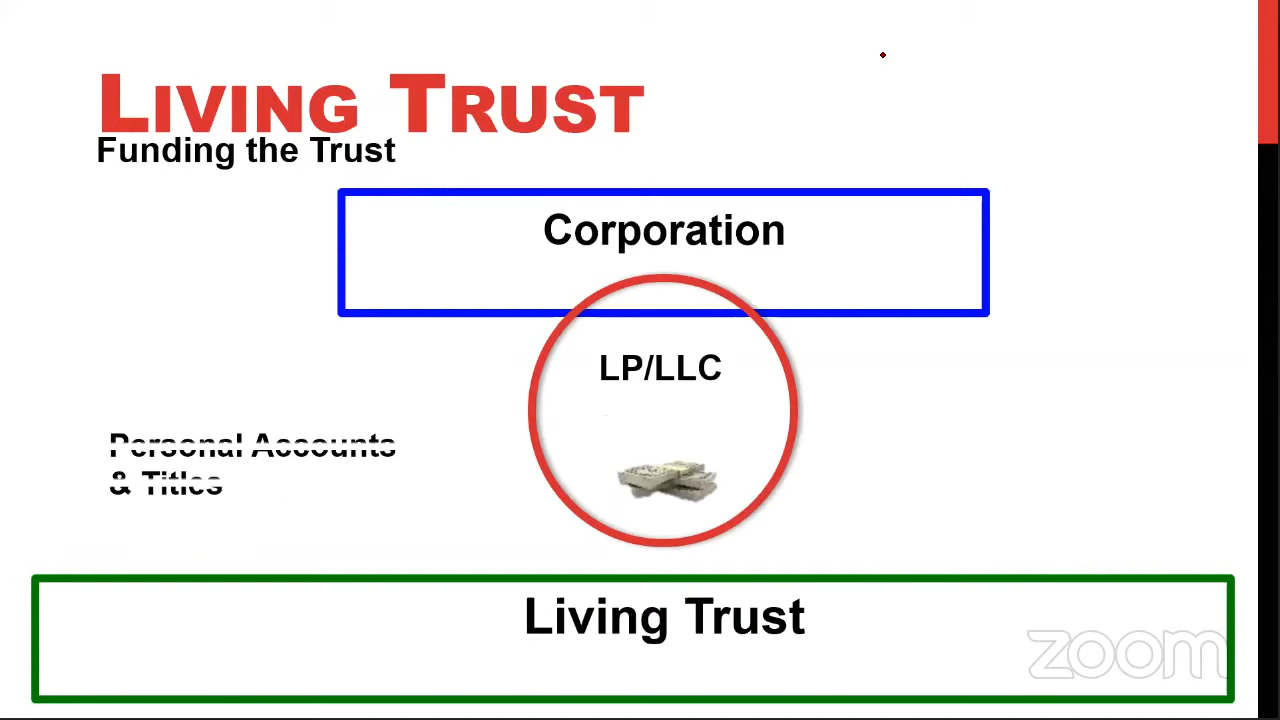 LIVING TRUST
Funding the Trust
Corporation
LP/LLC
Personal Accounts
& Titles
Living Trust
zoom